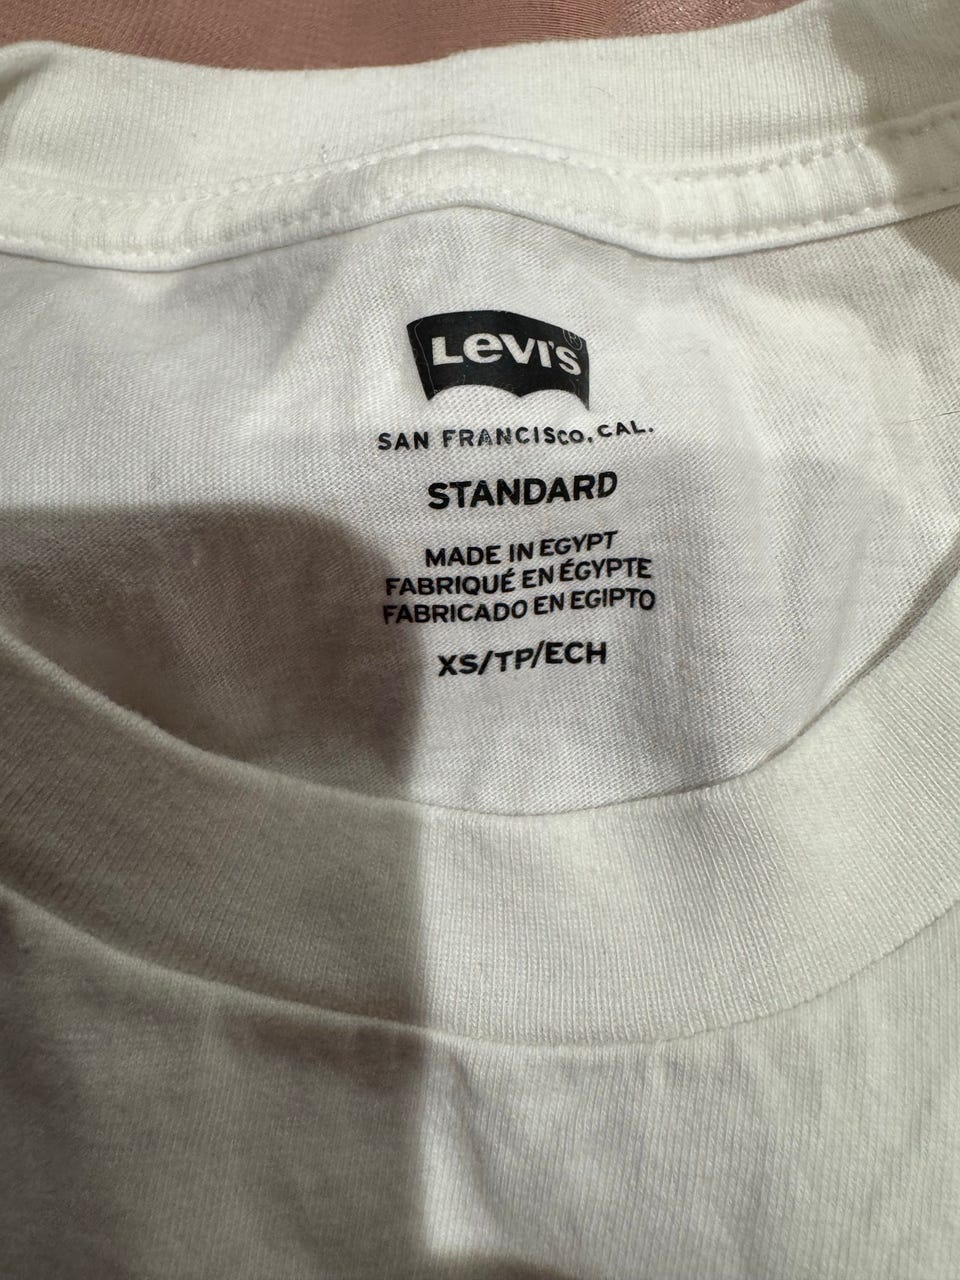 Levi's
SAN FRANCISCO, CAL.
STANDARD
MADE IN EGYPT
FABRIQUÉ EN ÉGYPTE
FABRICADO EN EGIPTO
XS/TP/ECH